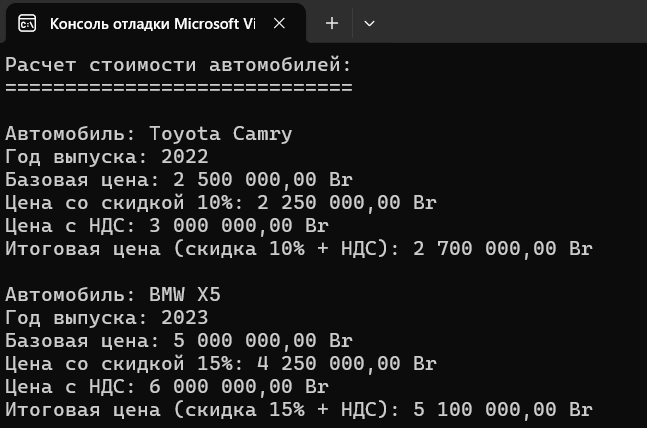 Консоль отладки Microsoft Vi
Расчет стоимости автомобилей:
=============================
Автомобиль: Toyota Camry
Год выпуска: 2022
Базовая цена: 2 500 000,00 Br
Цена со скидкой 10%: 2 250 000,00 Br
Цена с НДС: 3 000 000,00 Br
Итоговая цена (скидка 10% + НДС): 2 700 000,00 Br
Автомобиль: BMW X5
Год выпуска: 2023
Базовая цена: 5 000 000,00 Br
Цена со скидкой 15%: 4 250 000,00 Br
Цена с НДС: 6 000 000,00 Br
Итоговая цена (скидка 15% + НДС): 5 100 000,00 Br